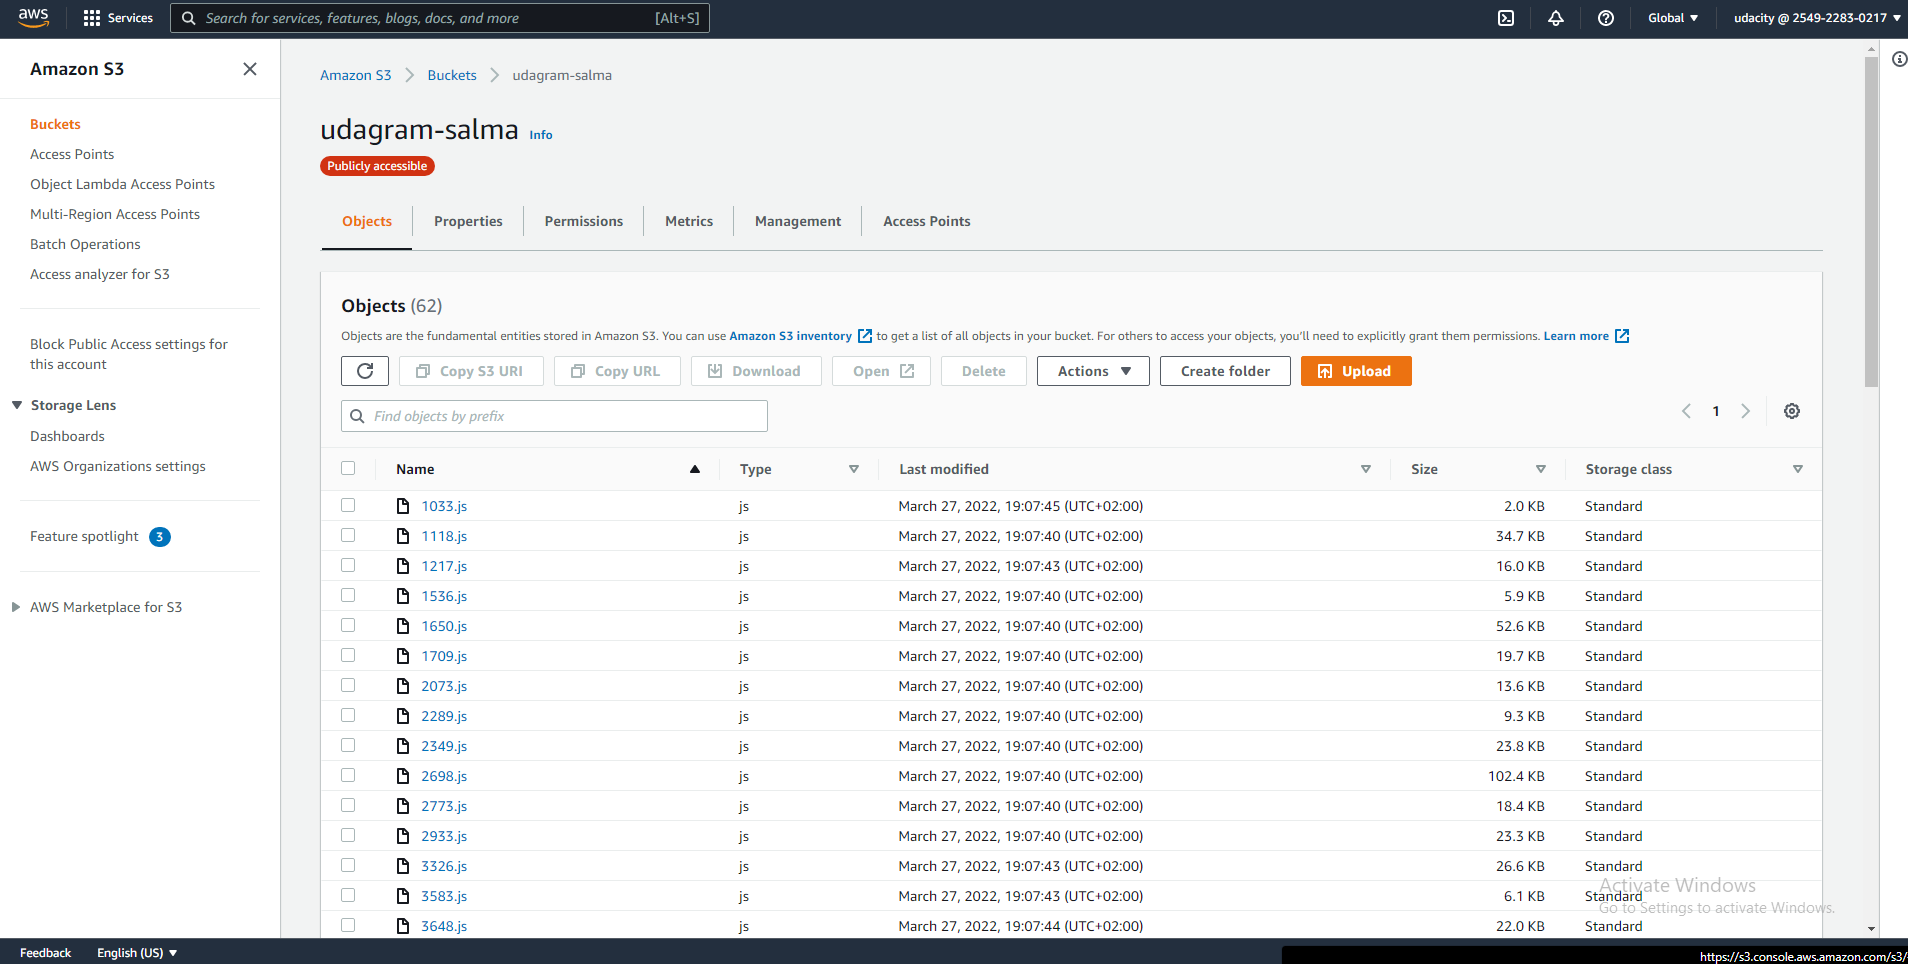 aws
Services
Search for services, features, blogs, docs, and more [Alt+S]
Global
udacity @ 2549-2283-0217
Amazon S3
Buckets
Access Points
Object Lambda Access Points
Multi-Region Access Points
Batch Operations
Access analyzer for S3
Block Public Access settings for
this account
Storage Lens
Dashboards
AWS Organizations settings
Feature spotlight 3
AWS Marketplace for S3
Amazon S3 Buckets udagram-salma
udagram-salma Info
Publicly accessible
Objects Properties Permissions Metrics Management Access Points
Objects (62)
Objects are the fundamental entities stored in Amazon S3. You can use Amazon S3 inventory to get a list of all objects in your bucket. For others to access your objects, you'll need to explicitly grant them permissions. Learn more
Copy S3 URI Copy URL Download Open Delete Actions Create folder Upload
Find objects by prefix
1
Name Type Last modified Size Storage class
1033.js js March 27, 2022, 19:07:45 (UTC+02:00) 2.0 KB Standard
1118.js js March 27, 2022, 19:07:40 (UTC+02:00) 34.7 KB Standard
1217.js js March 27, 2022, 19:07:43 (UTC+02:00) 16.0 KB Standard
1536.js js March 27, 2022, 19:07:40 (UTC+02:00) 5.9 KB Standard
1650.js js March 27, 2022, 19:07:40 (UTC+02:00) 52.6 KB Standard
1709.js js March 27, 2022, 19:07:40 (UTC+02:00) 19.7 KB Standard
2073.js js March 27, 2022, 19:07:40 (UTC+02:00) 13.6 KB Standard
2289.js js March 27, 2022, 19:07:40 (UTC+02:00) 9.3 KB Standard
2349.js js March 27, 2022, 19:07:40 (UTC+02:00) 23.8 KB Standard
2698.js js March 27, 2022, 19:07:40 (UTC+02:00) 102.4 KB Standard
2773.js js March 27, 2022, 19:07:40 (UTC+02:00) 18.4 KB Standard
2933.js js March 27, 2022, 19:07:40 (UTC+02:00) 23.3 KB Standard
3326.js js March 27, 2022, 19:07:43 (UTC+02:00) 26.6 KB Standard
3583.js js March 27, 2022, 19:07:43 (UTC+02:00) 6.1 KB Standard
3648.js js March 27, 2022, 19:07:44 (UTC+02:00) 22.0 KB Standard
Activate Windows
Go to Settings to activate Windows.
Feedback English (US)
https://s3.console.aws.amazon.com/s3/